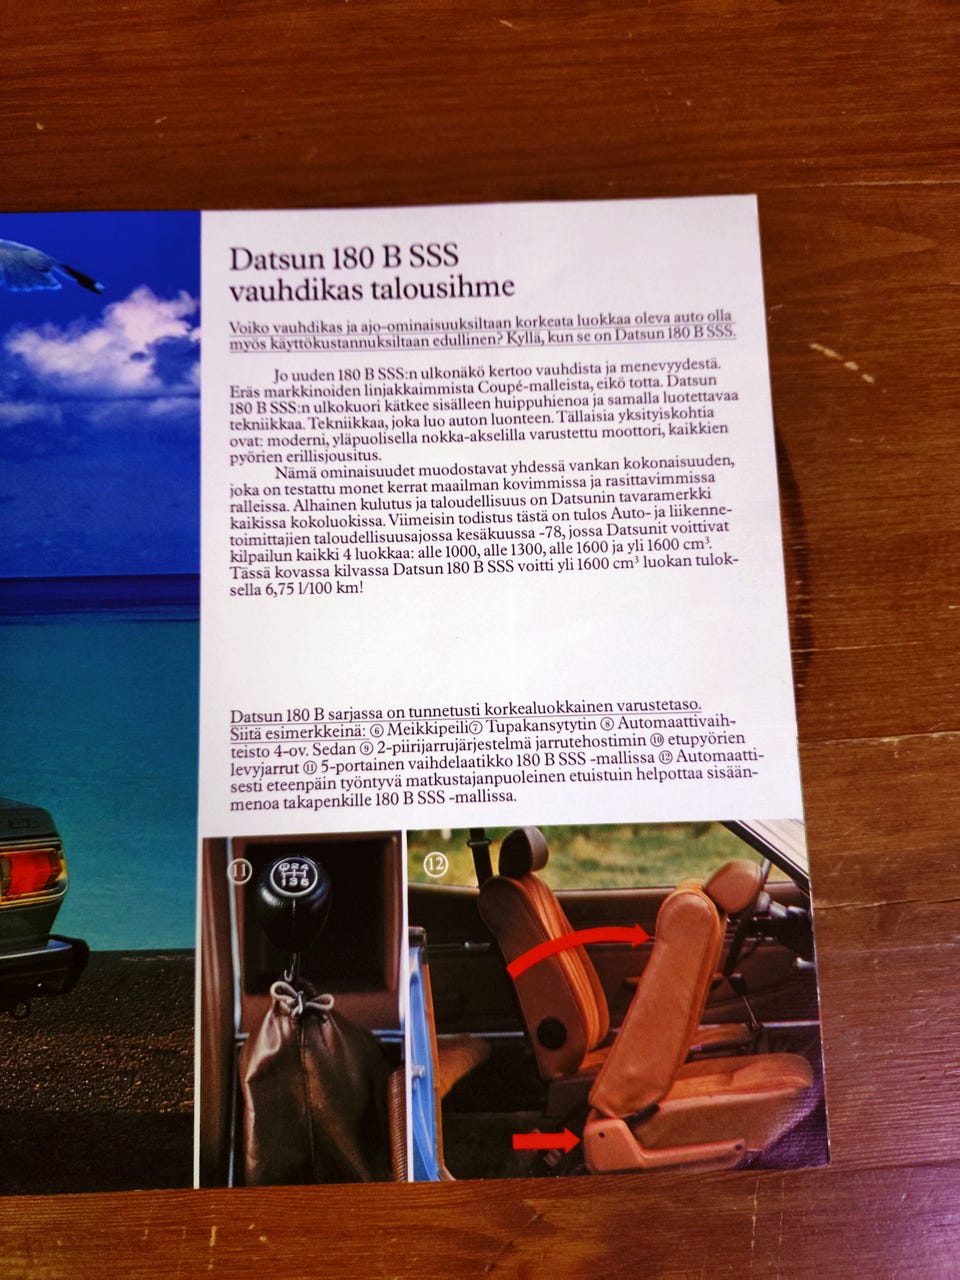 Datsun 180 B SSS
vauhdikas talousihme
Voiko vauhdikas ja ajo-ominaisuuksiltaan korkeata luokkaa oleva auto olla
myös käyttökustannuksiltaan edullinen? Kyllä, kun se on Datsun 180 B SSS.
Jo uuden 180 B SSS:n ulkonäkö kertoo vauhdista ja menevyydestä.
Eräs markkinoiden linjakkaimmista Coupé-malleista, eikö totta. Datsun
180 B SSS:n ulkokuori kätkee sisälleen huippuhienoa ja samalla luotettavaa
tekniikkaa. Tekniikkaa, joka luo auton luonteen. Tällaisia yksityiskohtia
ovat: moderni, yläpuolisella nokka-akselilla varustettu moottori, kaikkien
pyörien erillisjousitus.
Nämä ominaisuudet muodostavat yhdessä vankan kokonaisuuden,
joka on testattu monet kerrat maailman kovimmissa ja rasittavimmissa
ralleissa. Alhainen kulutus ja taloudellisuus on Datsunin tavaramerkki
kaikissa kokoluokissa. Viimeisin todistus tästä on tulos Auto- ja liikenne-
toimittajien taloudellisuusajossa kesäkuussa -78, jossa Datsunit voittivat
kilpailun kaikki 4 luokkaa: alle 1000, alle 1300, alle 1600 ja yli 1600 cm³.
Tässä kovassa kilvassa Datsun 180 B SSS voitti yli 1600 cm³ luokan tulok-
sella 6,75 l/100 km!
Datsun 180 B sarjassa on tunnetusti korkealuokkainen varustetaso.
Siitä esimerkkeinä: ⑥ Meikkipeili ⑦ Tupakansytytin ⑧ Automaattivaih-
teisto 4-ov. Sedan ⑨ 2-piirijarrujärjestelmä jarrutehostimin ⑩ etupyörien
levyjarrut ⑪ 5-portainen vaihdelaatikko 180 B SSS -mallissa ⑫ Automaatti-
sesti eteenpäin työntyvä matkustajanpuoleinen etuistuin helpottaa sisään-
menoa takapenkille 180 B SSS -mallissa.
⑪
⑫
R 2 4
1 3 5